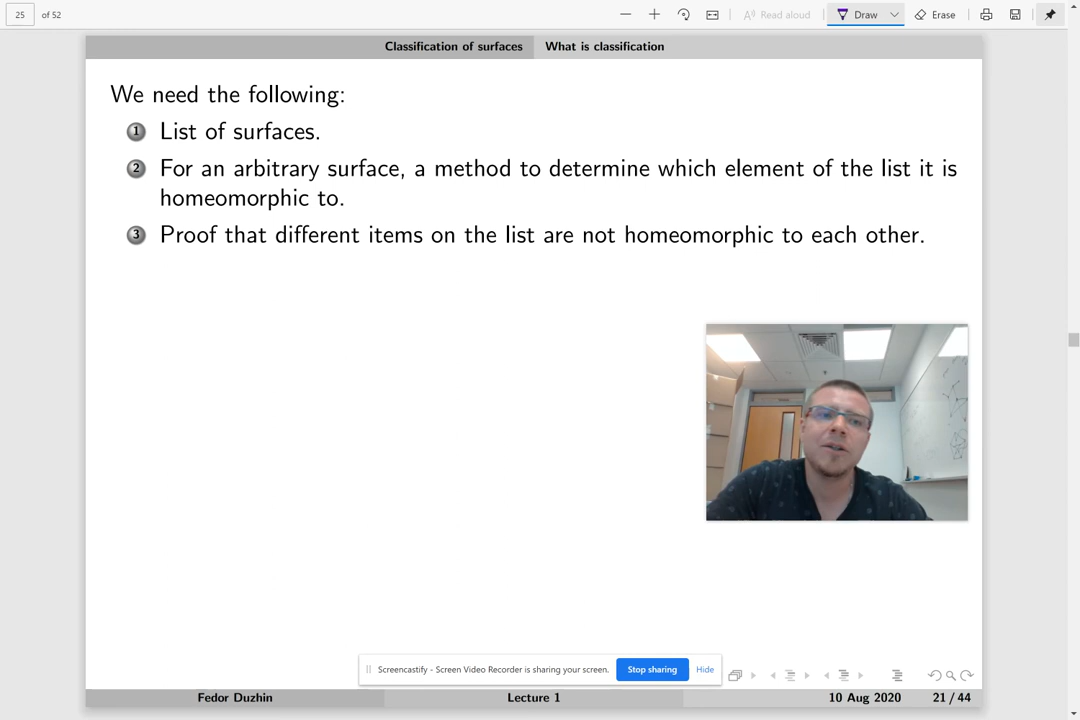 25 of 52 Read aloud Draw Erase
Classification of surfaces What is classification
We need the following:
1 List of surfaces.
2 For an arbitrary surface, a method to determine which element of the list it is
homeomorphic to.
3 Proof that different items on the list are not homeomorphic to each other.
Screencastify - Screen Video Recorder is sharing your screen. Stop sharing Hide
Fedor Duzhin Lecture 1 10 Aug 2020 21 / 44